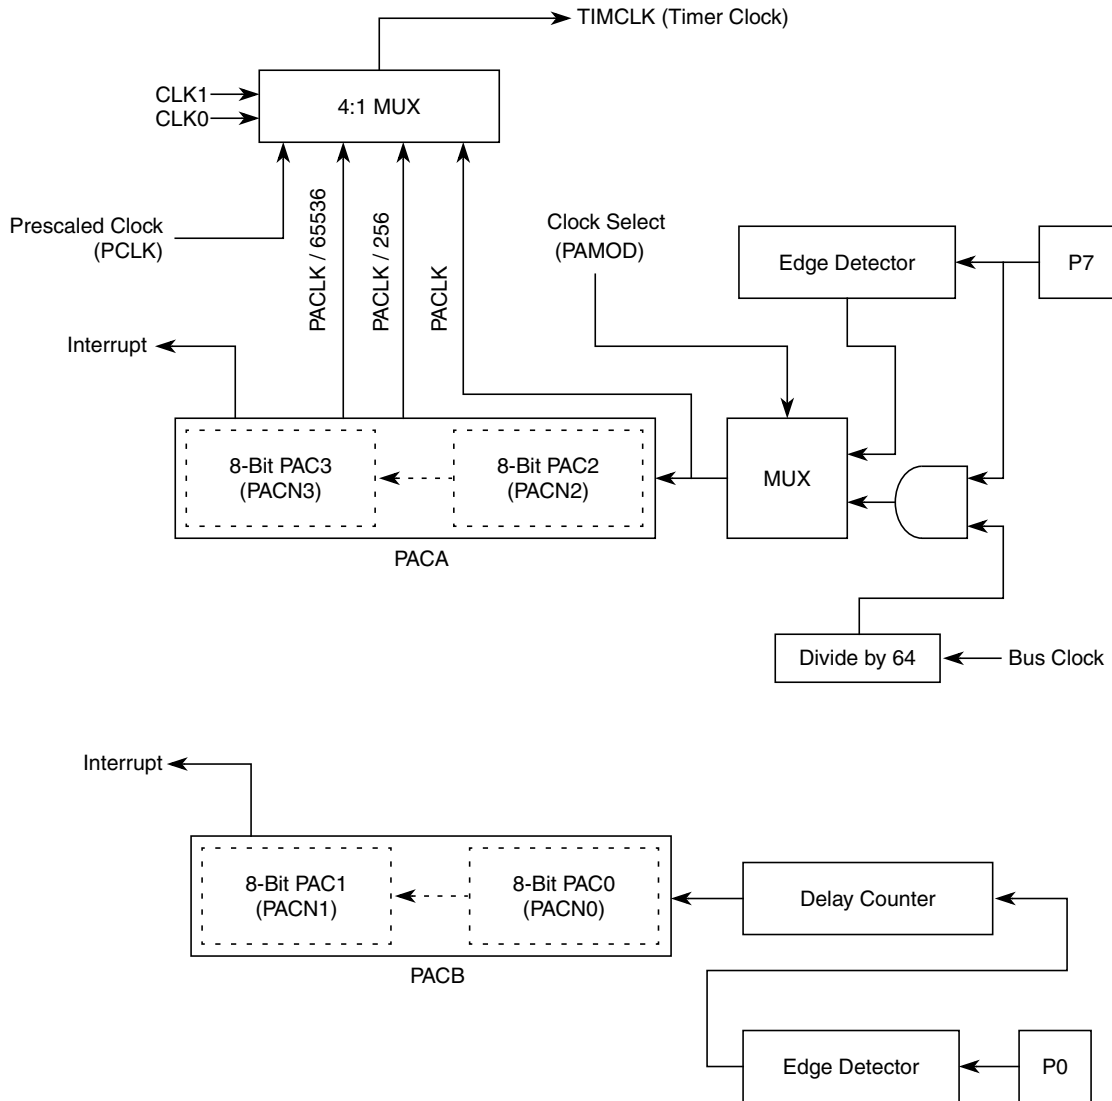 TIMCLK (Timer Clock)
CLK1
CLK0
4:1 MUX
Prescaled Clock
(PCLK)
PACLK / 65536
PACLK / 256
PACLK
Clock Select
(PAMOD)
Edge Detector
P7
Interrupt
8-Bit PAC3
(PACN3)
8-Bit PAC2
(PACN2)
MUX
PACA
Divide by 64
Bus Clock
Interrupt
8-Bit PAC1
(PACN1)
8-Bit PAC0
(PACN0)
Delay Counter
PACB
Edge Detector
P0